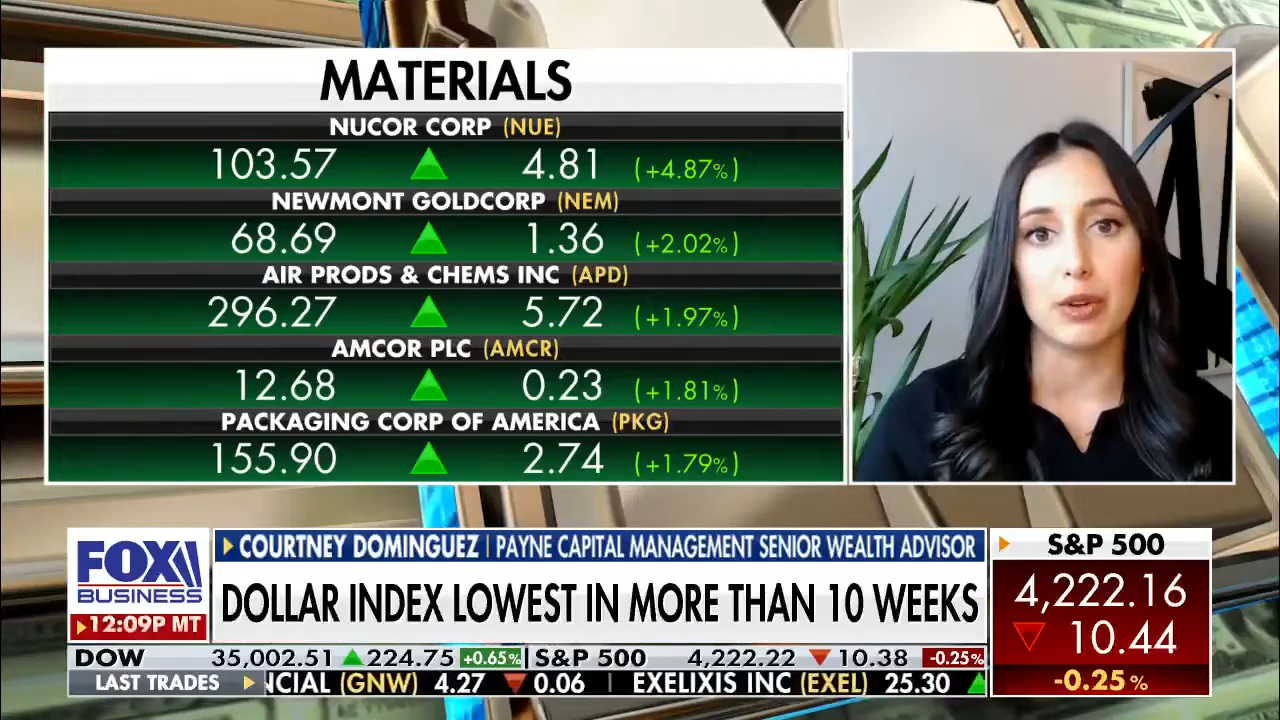 MATERIALS
NUCOR CORP (NUE)
103.57 ▲ 4.81 (+4.87%)
NEWMONT GOLDCORP (NEM)
68.69 ▲ 1.36 (+2.02%)
AIR PRODS & CHEMS INC (APD)
296.27 ▲ 5.72 (+1.97%)
AMCOR PLC (AMCR)
12.68 ▲ 0.23 (+1.81%)
PACKAGING CORP OF AMERICA (PKG)
155.90 ▲ 2.74 (+1.79%)
FOX
BUSINESS
12:09P MT
COURTNEY DOMINGUEZ | PAYNE CAPITAL MANAGEMENT SENIOR WEALTH ADVISOR
DOLLAR INDEX LOWEST IN MORE THAN 10 WEEKS
S&P 500
4,222.16
▽ 10.44
-0.25%
DOW 35,002.51 ▲ 224.75 +0.65% S&P 500 4,222.22 ▼ 10.38 -0.25%
LAST TRADES NCIAL (GNW) 4.27 ▼ 0.06 | EXELIXIS INC (EXEL) 25.30 ▲